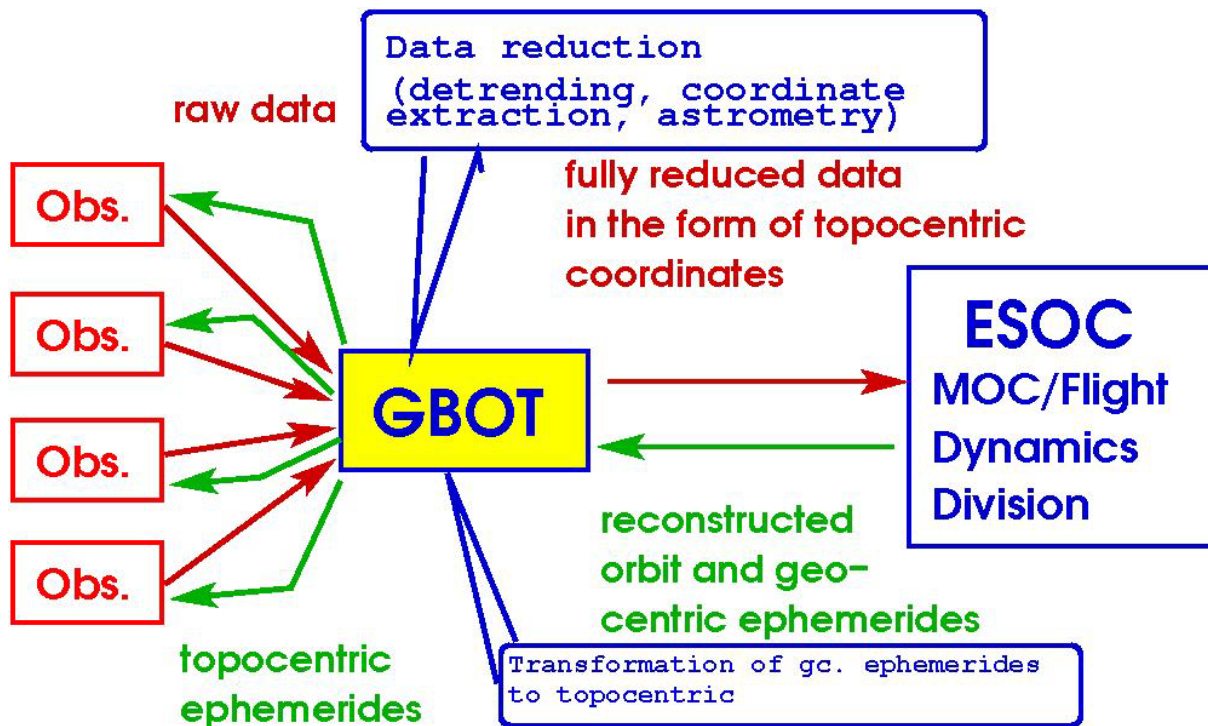 Data reduction
(detrending, coordinate
extraction, astrometry)
raw data
fully reduced data
in the form of topocentric
coordinates
Obs.
Obs.
Obs.
Obs.
GBOT
ESOC
MOC/Flight
Dynamics
Division
reconstructed
orbit and geo-
centric ephemerides
topocentric
ephemerides
Transformation of gc. ephemerides
to topocentric